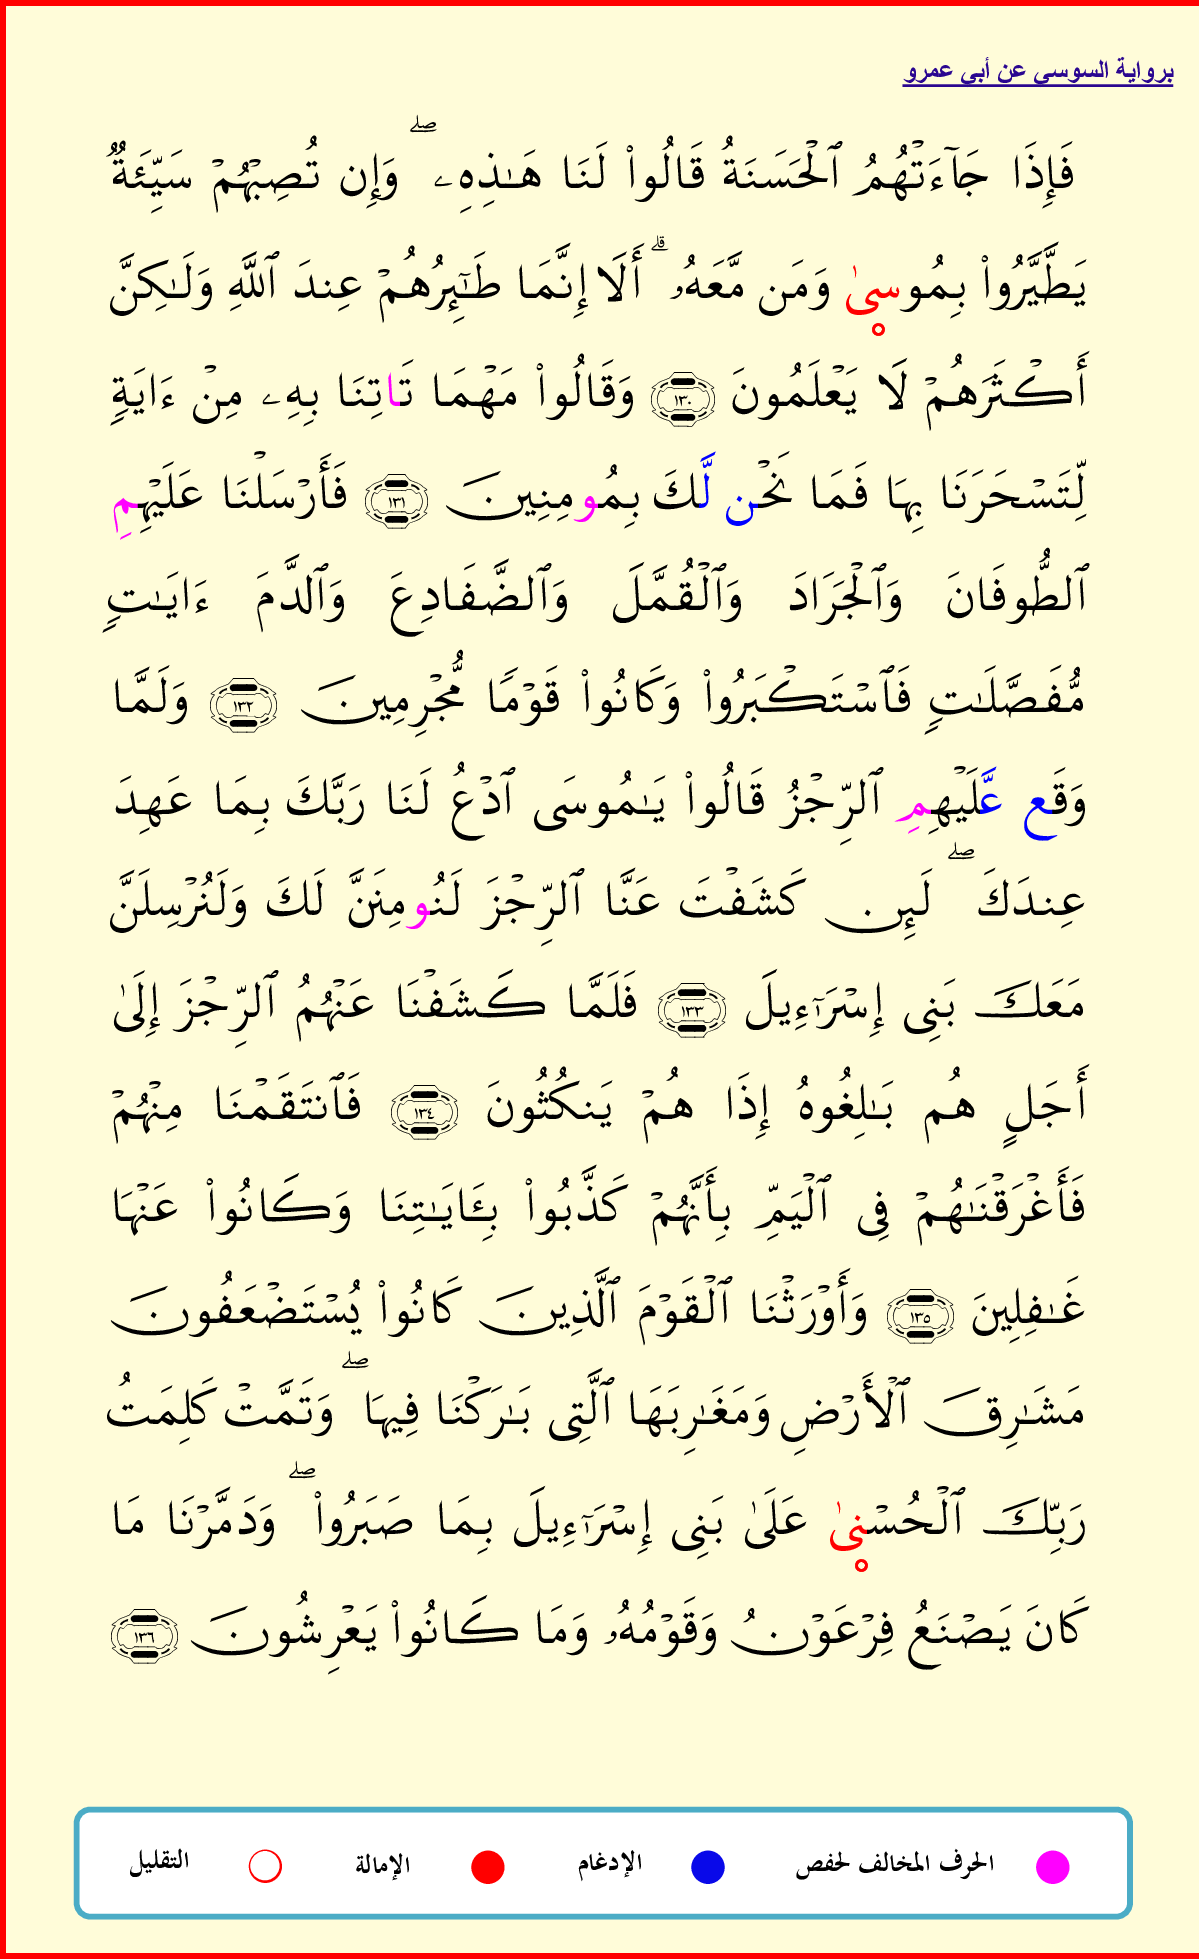 برواية السوسي عن أبي عمرو
فَإِذَا جَآءَتْهُمُ ٱلْحَسَنَةُ قَالُوا۟ لَنَا هَـٰذِهِۦ ۖ وَإِن تُصِبْهُمْ سَيِّئَةٌ
يَطَّيَّرُوا۟ بِمُوسىٰ وَمَن مَّعَهُۥ ۗ أَلَا إِنَّمَا طَـٰٓئِرُهُمْ عِندَ ٱللَّهِ وَلَـٰكِنَّ
أَكْثَرَهُمْ لَا يَعْلَمُونَ ١٣٠ وَقَالُوا۟ مَهْمَا تَاتِنَا بِهِۦ مِنْ ءَايَةٍ
لِّتَسْحَرَنَا بِهَا فَمَا نَحْن لَّكَ بِمُومِنِينَ ١٣١ فَأَرْسَلْنَا عَلَيْهِمِ
ٱلطُّوفَانَ وَٱلْجَرَادَ وَٱلْقُمَّلَ وَٱلضَّفَادِعَ وَٱلدَّمَ ءَايَـٰتٍ
مُّفَصَّلَـٰتٍ فَٱسْتَكْبَرُوا۟ وَكَانُوا۟ قَوْمًا مُّجْرِمِينَ ١٣٢ وَلَمَّا
وَقَع عَّلَيْهِمِ ٱلرِّجْزُ قَالُوا۟ يَـٰمُوسَى ٱدْعُ لَنَا رَبَّكَ بِمَا عَهِدَ
عِندَكَ ۖ لَئِن كَشَفْتَ عَنَّا ٱلرِّجْزَ لَنُومِنَنَّ لَكَ وَلَنُرْسِلَنَّ
مَعَكَ بَنِى إِسْرَٰٓءِيلَ ١٣٣ فَلَمَّا كَشَفْنَا عَنْهُمُ ٱلرِّجْزَ إِلَىٰ
أَجَلٍ هُم بَـٰلِغُوهُ إِذَا هُمْ يَنكُثُونَ ١٣٤ فَٱنتَقَمْنَا مِنْهُمْ
فَأَغْرَقْنَـٰهُمْ فِى ٱلْيَمِّ بِأَنَّهُمْ كَذَّبُوا۟ بِـَٔايَـٰتِنَا وَكَانُوا۟ عَنْهَا
غَـٰفِلِينَ ١٣٥ وَأَوْرَثْنَا ٱلْقَوْمَ ٱلَّذِينَ كَانُوا۟ يُسْتَضْعَفُونَ
مَشَـٰرِقَ ٱلْأَرْضِ وَمَغَـٰرِبَهَا ٱلَّتِى بَـٰرَكْنَا فِيهَا ۖ وَتَمَّتْ كَلِمَتُ
رَبِّكَ ٱلْحُسْنىٰ عَلَىٰ بَنِى إِسْرَٰٓءِيلَ بِمَا صَبَرُوا۟ ۖ وَدَمَّرْنَا مَا
كَانَ يَصْنَعُ فِرْعَوْنُ وَقَوْمُهُۥ وَمَا كَانُوا۟ يَعْرِشُونَ ١٣٦
الحرف المخالف لحفص الإدغام الإمالة التقليل